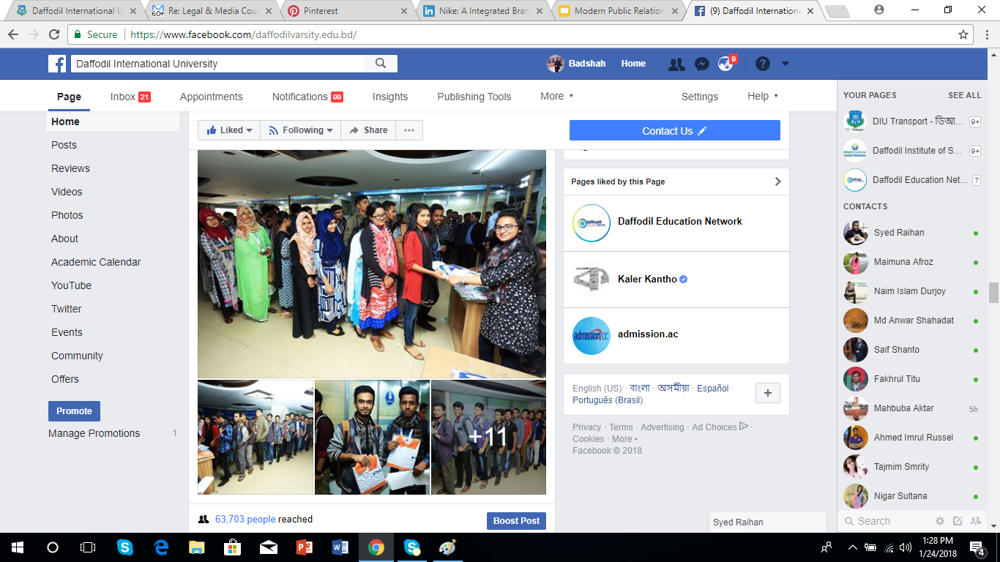 Daffodil International U
60+
Re: Legal & Media Cou
Pinterest
Nike: A Integrated Bran
Modern Public Relation
(9) Daffodil Internationa
Secure
https://www.facebook.com/daffodilvarsity.edu.bd/
Daffodil International University
Badshah
Home
9
Page
Inbox 21
Appointments
Notifications 99
Insights
Publishing Tools
More
Settings
Help
Home
Posts
Reviews
Videos
Photos
About
Academic Calendar
YouTube
Twitter
Events
Community
Offers
Promote
Manage Promotions 1
Liked
Following
Share
Contact Us
+11
63,703 people reached
Boost Post
Pages liked by this Page
Daffodil Education Network
Kaler Kantho
admission.ac
English (US) · বাংলা · অসমীয়া · Español ·
Português (Brasil)
Privacy · Terms · Advertising · Ad Choices ·
Cookies · More
Facebook © 2018
YOUR PAGES SEE ALL
DIU Transport - ডিআ... 9+
Daffodil Institute of S... 9+
Daffodil Education Net... 7
CONTACTS
Syed Raihan
Maimuna Afroz
Naim Islam Durjoy
Md Anwar Shahadat
Saif Shanto
Fakhrul Titu
Mahbuba Aktar 5h
Ahmed Imrul Russel
Tajmim Smrity
Nigar Sultana
Search
Syed Raihan
1:28 PM
1/24/2018
4